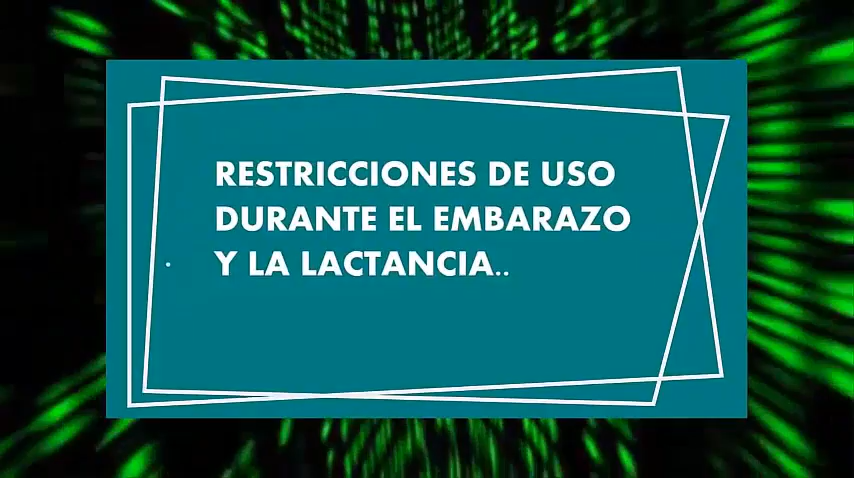 RESTRICCIONES DE USO
DURANTE EL EMBARAZO
Y LA LACTANCIA..